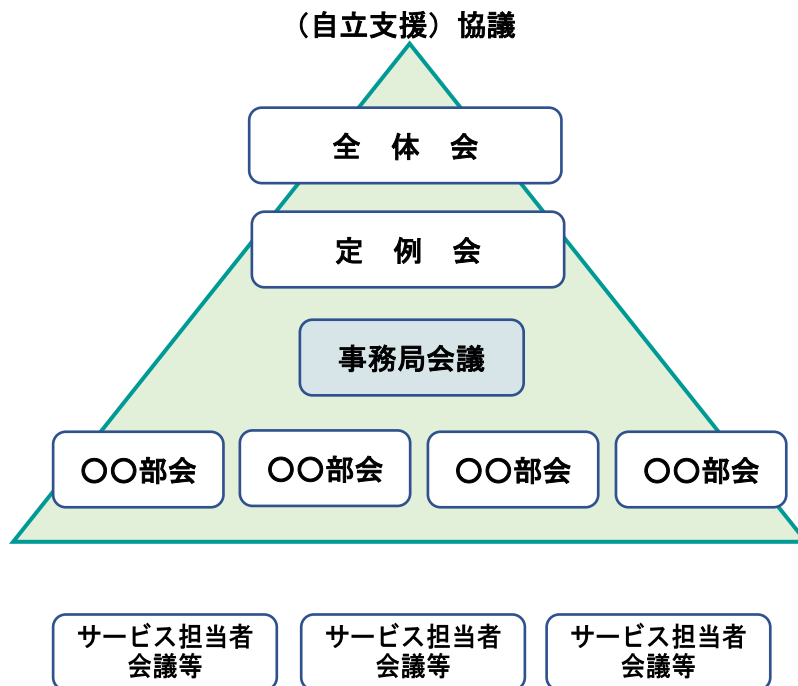 （自立支援）協議
全　体　会
定　例　会
事務局会議
〇〇部会
〇〇部会
〇〇部会
〇〇部会
サービス担当者
会議等
サービス担当者
会議等
サービス担当者
会議等